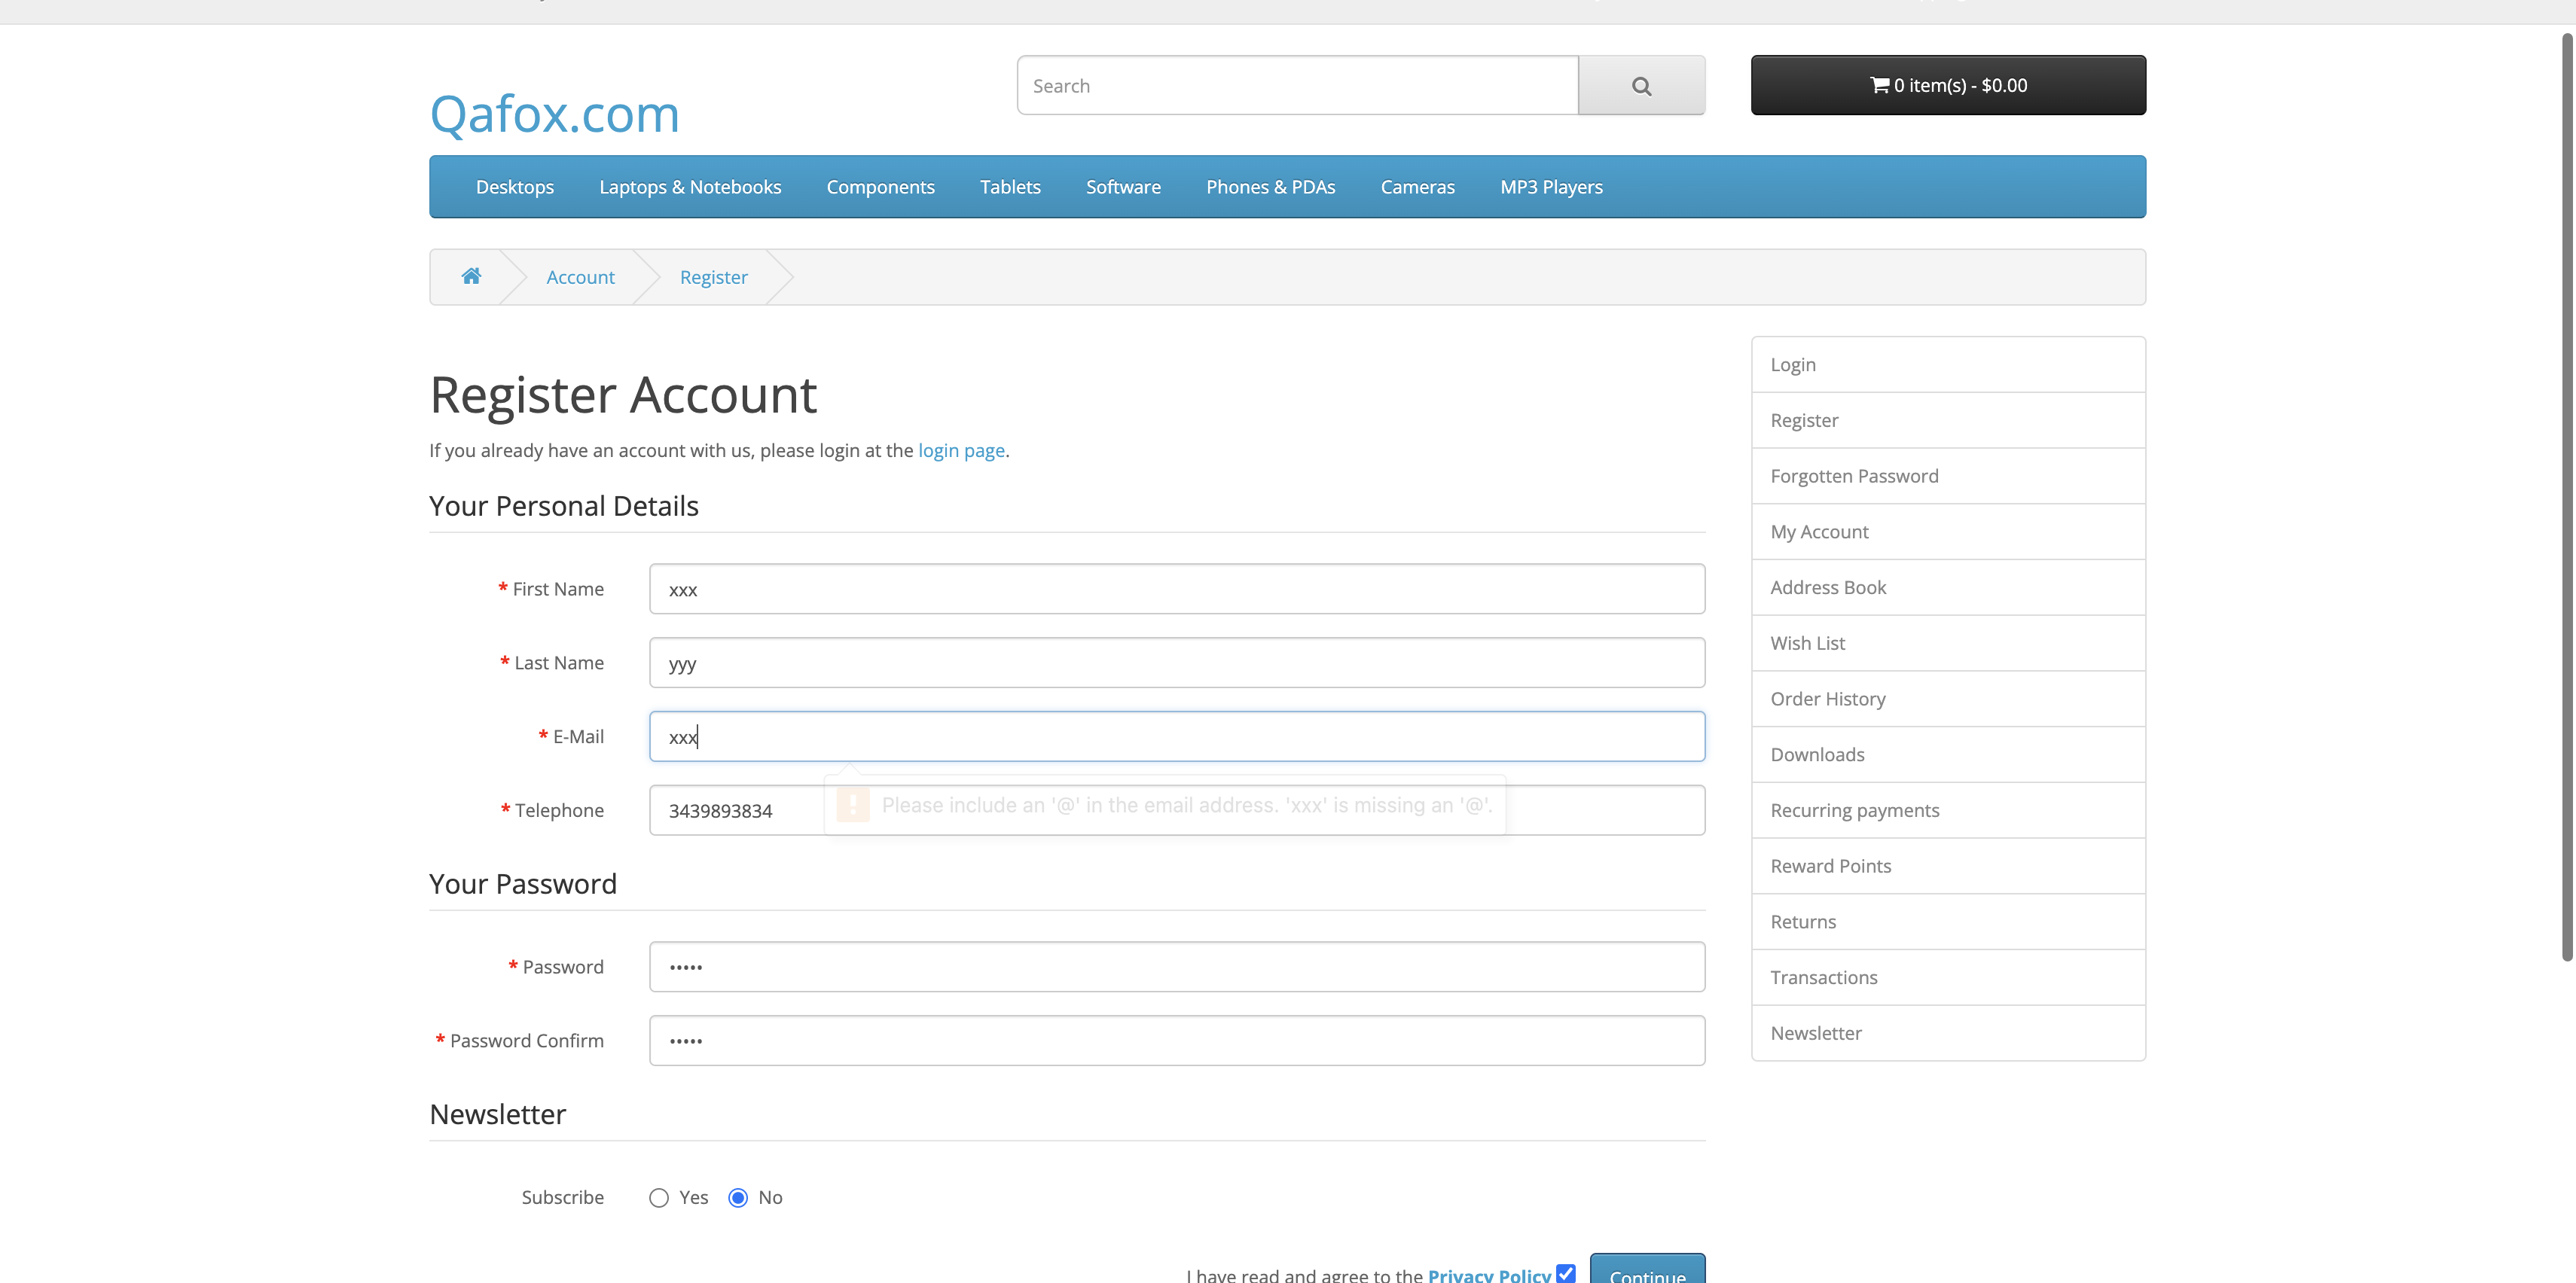 Search
0 item(s) - $0.00
Qafox.com
Desktops Laptops & Notebooks Components Tablets Software Phones & PDAs Cameras MP3 Players
Account Register
Register Account
If you already have an account with us, please login at the login page.
Your Personal Details
* First Name xxx
* Last Name yyy
* E-Mail xxx
Please include an '@' in the email address. 'xxx' is missing an '@'.
* Telephone 3439893834
Your Password
* Password •••••
* Password Confirm •••••
Newsletter
Subscribe Yes No
I have read and agree to the Privacy Policy Continue
Login
Register
Forgotten Password
My Account
Address Book
Wish List
Order History
Downloads
Recurring payments
Reward Points
Returns
Transactions
Newsletter